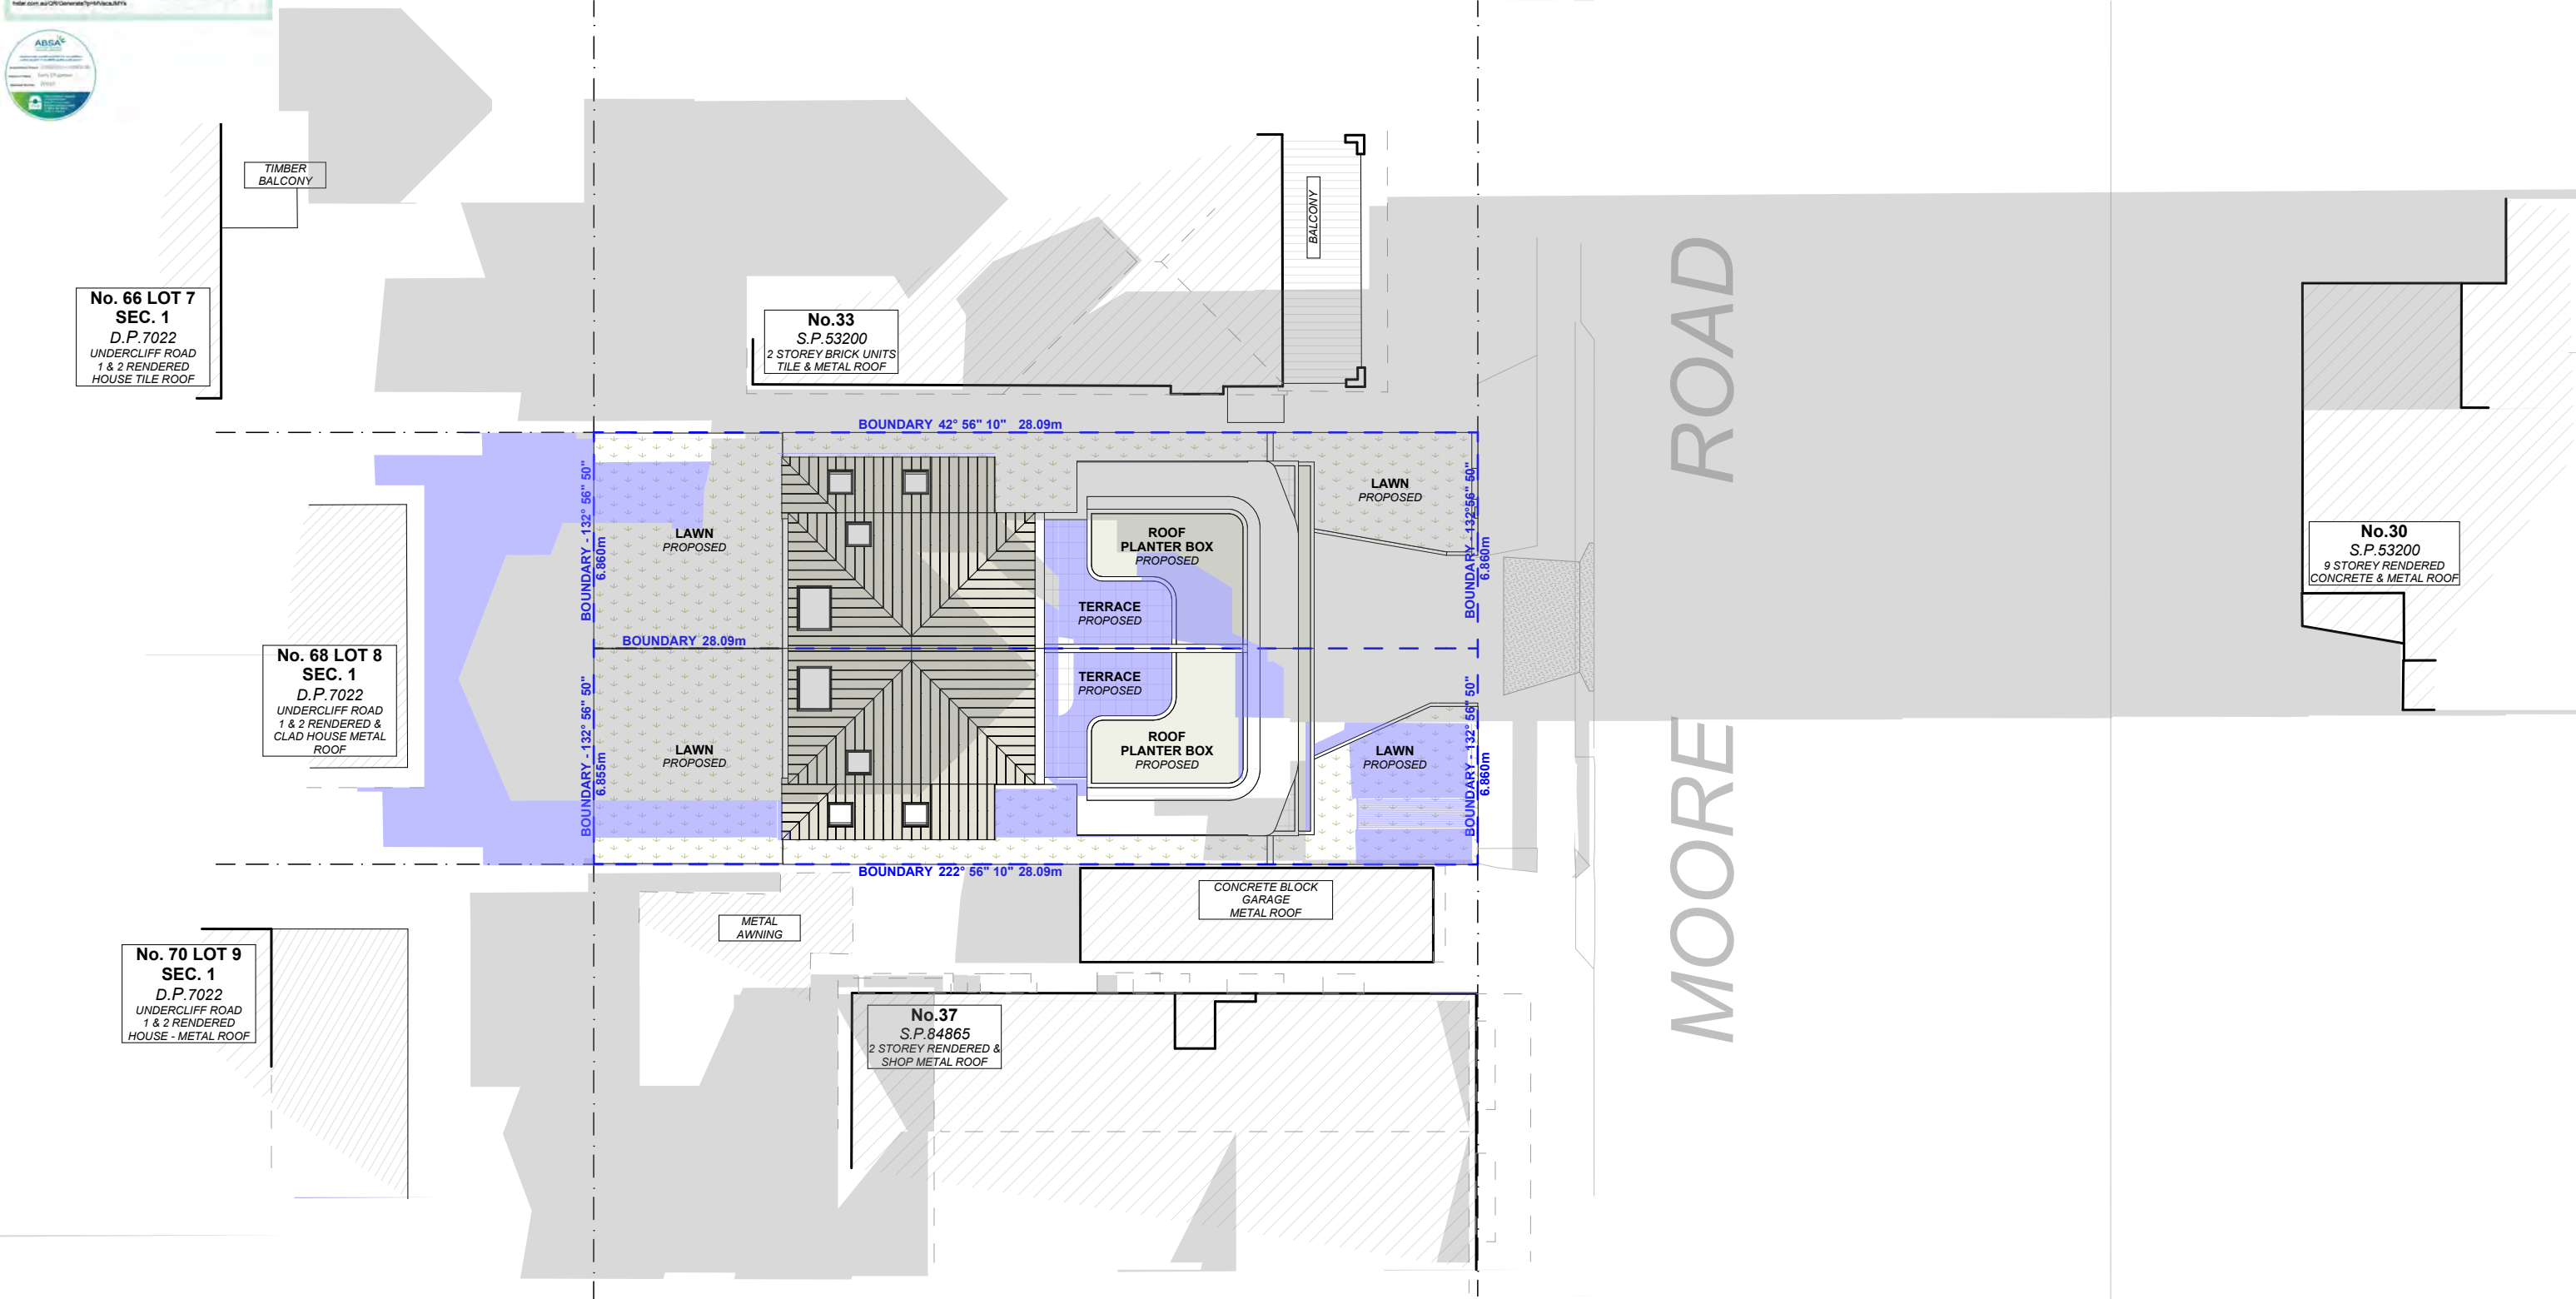 hstar.com.au/QR/Generate?p=MVacaJMYs
ABSA
TIMBER
BALCONY
BALCONY
No. 66 LOT 7
SEC. 1
D.P.7022
UNDERCLIFF ROAD
1 & 2 RENDERED
HOUSE TILE ROOF
No.33
S.P.53200
2 STOREY BRICK UNITS
TILE & METAL ROOF
ROAD
MOORE
BOUNDARY 42° 56" 10" 28.09m
BOUNDARY - 132° 56" 50"
6.860m
LAWN
PROPOSED
ROOF
PLANTER BOX
PROPOSED
TERRACE
PROPOSED
LAWN
PROPOSED
BOUNDARY - 132°56" 50"
6.860m
No.30
S.P.53200
9 STOREY RENDERED
CONCRETE & METAL ROOF
BOUNDARY 28.09m
No. 68 LOT 8
SEC. 1
D.P.7022
UNDERCLIFF ROAD
1 & 2 RENDERED &
CLAD HOUSE METAL
ROOF
BOUNDARY - 132° 56" 50"
6.855m
LAWN
PROPOSED
TERRACE
PROPOSED
ROOF
PLANTER BOX
PROPOSED
LAWN
PROPOSED
BOUNDARY - 132° 56" 50"
6.860m
BOUNDARY 222° 56" 10" 28.09m
CONCRETE BLOCK
GARAGE
METAL ROOF
METAL
AWNING
No. 70 LOT 9
SEC. 1
D.P.7022
UNDERCLIFF ROAD
1 & 2 RENDERED
HOUSE - METAL ROOF
No.37
S.P.84865
2 STOREY RENDERED &
SHOP METAL ROOF